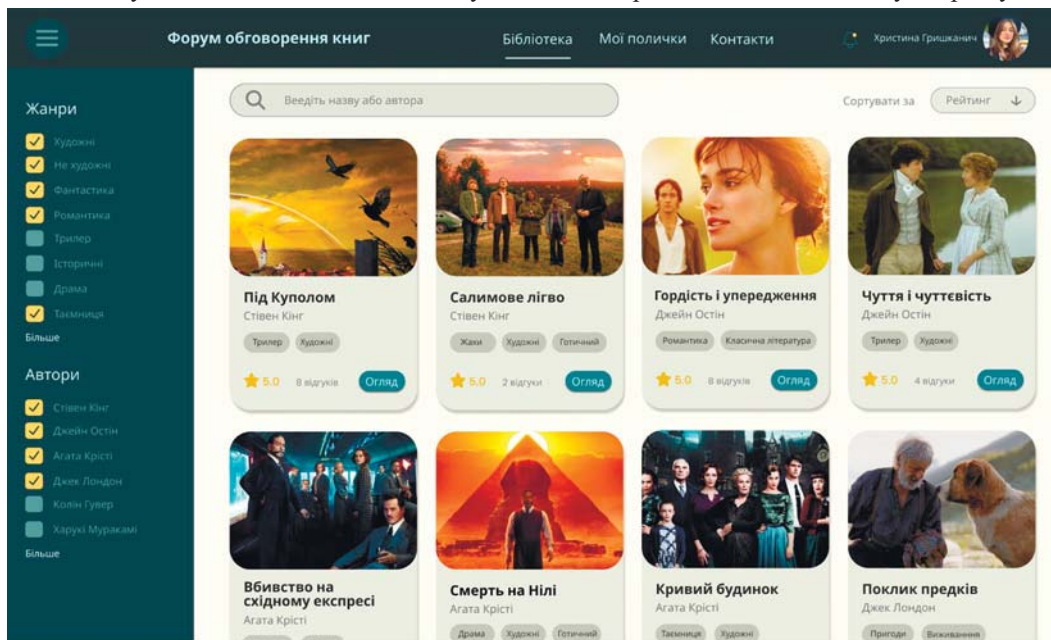 Форум обговорення книг
Бібліотека Мої полички Контакти
Христина Гришканич
Жанри
Художні
Не художні
Фантастика
Романтика
Трилер
Історичні
Драма
Таємниця
Більше
Автори
Стівен Кінг
Джейн Остін
Агата Крісті
Джек Лондон
Колін Гувер
Харукі Муракамі
Більше
Введіть назву або автора
Сортувати за Рейтинг
Під Куполом
Стівен Кінг
Трилер Художні
5.0 8 відгуків Огляд
Салимове лігво
Стівен Кінг
Жахи Художні Готичний
5.0 2 відгуки Огляд
Гордість і упередження
Джейн Остін
Романтика Класична література
5.0 8 відгуків Огляд
Чуття і чуттєвість
Джейн Остін
Трилер Художні
5.0 4 відгуки Огляд
Вбивство на
східному експресі
Агата Крісті
Смерть на Нілі
Агата Крісті
Драма Художні Готичний
Кривий будинок
Агата Крісті
Таємниця Художні
Поклик предків
Джек Лондон
Пригоди Виживання